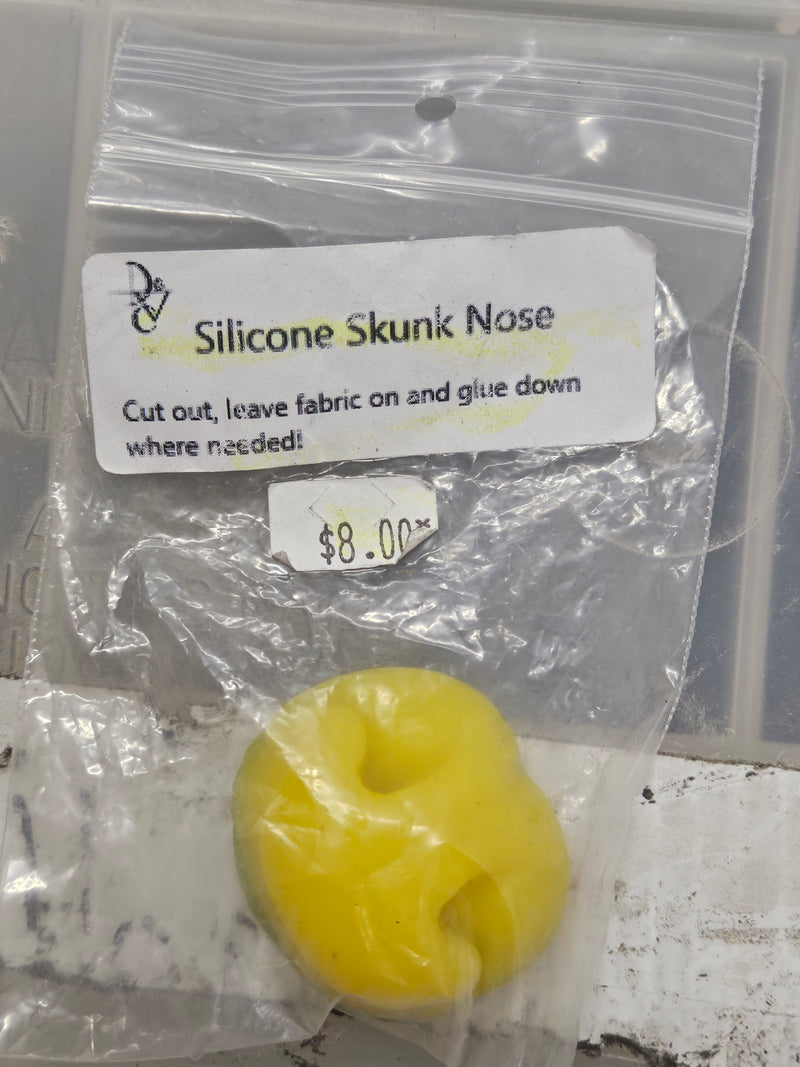 Silicone Skunk Nose
Cut out, leave fabric on and glue down
where needed!
$8.00